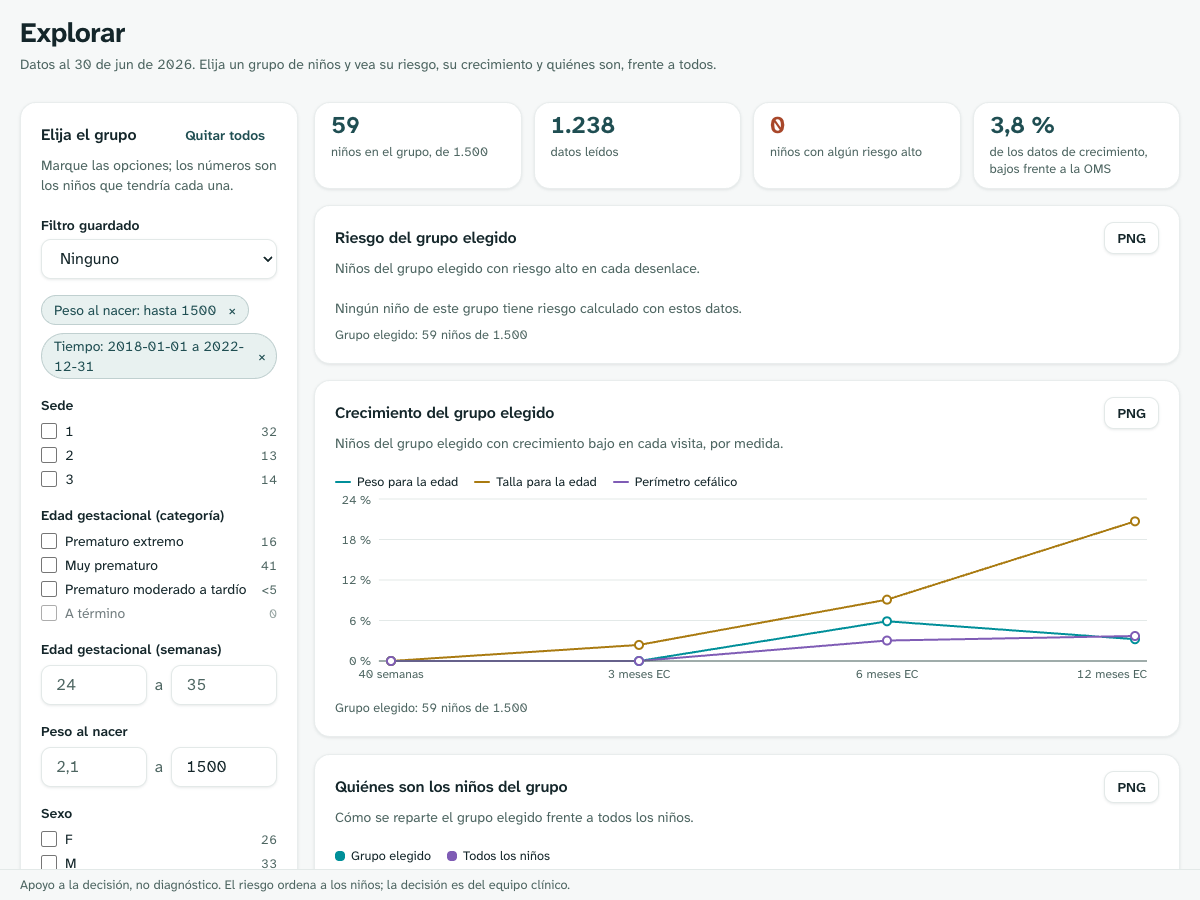 Explorar
Datos al 30 de jun de 2026. Elija un grupo de niños y vea su riesgo, su crecimiento y quiénes son, frente a todos.
Elija el grupo
Quitar todos
Marque las opciones; los números son
los niños que tendría cada una.
Filtro guardado
Ninguno
Peso al nacer: hasta 1500 ×
Tiempo: 2018-01-01 a 2022-
12-31 ×
Sede
1 32
2 13
3 14
Edad gestacional (categoría)
Prematuro extremo 16
Muy prematuro 41
Prematuro moderado a tardío <5
A término 0
Edad gestacional (semanas)
24 a 35
Peso al nacer
2,1 a 1500
Sexo
F 26
M 33
59
niños en el grupo, de 1.500
1.238
datos leídos
0
niños con algún riesgo alto
3,8 %
de los datos de crecimiento,
bajos frente a la OMS
Riesgo del grupo elegido
PNG
Niños del grupo elegido con riesgo alto en cada desenlace.
Ningún niño de este grupo tiene riesgo calculado con estos datos.
Grupo elegido: 59 niños de 1.500
Crecimiento del grupo elegido
PNG
Niños del grupo elegido con crecimiento bajo en cada visita, por medida.
Peso para la edad Talla para la edad Perímetro cefálico
24 %
18 %
12 %
6 %
0 %
40 semanas 3 meses EC 6 meses EC 12 meses EC
Grupo elegido: 59 niños de 1.500
Quiénes son los niños del grupo
PNG
Cómo se reparte el grupo elegido frente a todos los niños.
Grupo elegido Todos los niños
Apoyo a la decisión, no diagnóstico. El riesgo ordena a los niños; la decisión es del equipo clínico.